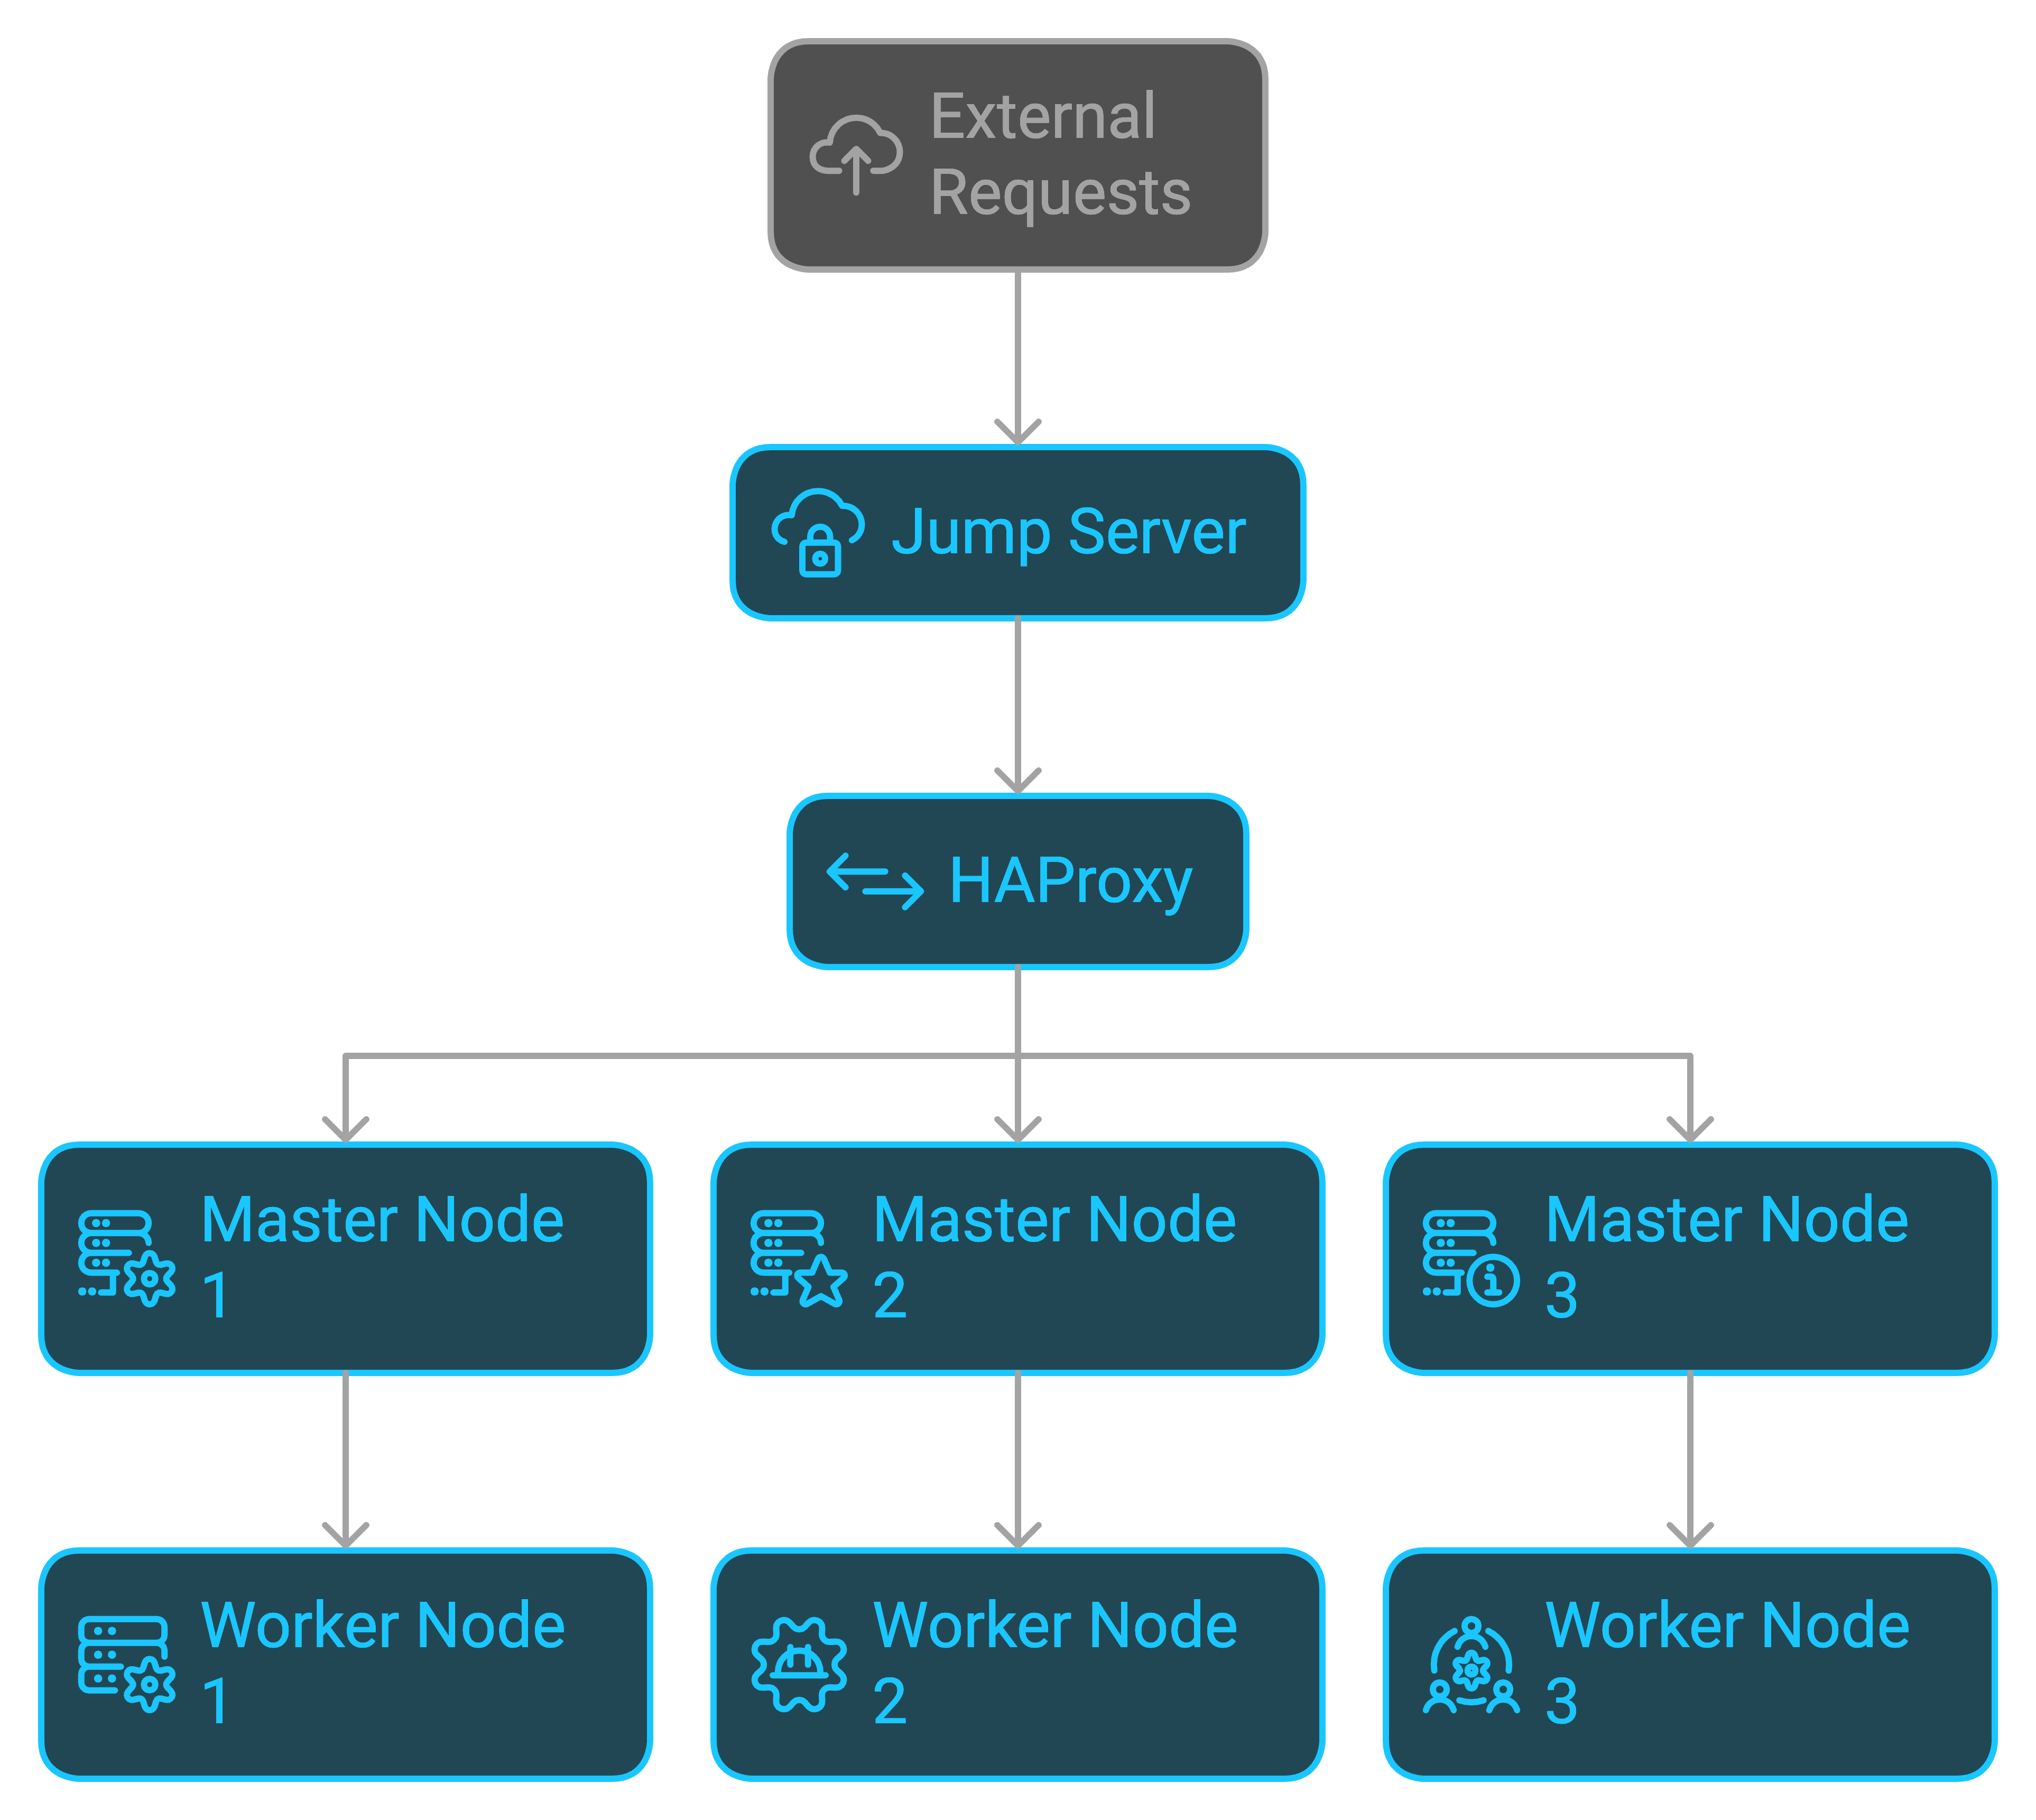 External
Requests
Jump Server
HAProxy
Master Node
1
Master Node
2
Master Node
3
Worker Node
1
Worker Node
2
Worker Node
3